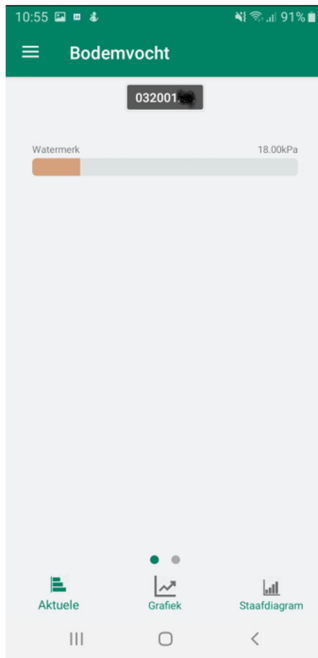 10:55 91%
Bodemvocht
032001
Watermerk 18.00kPa
Aktuele Grafiek Staafdiagram